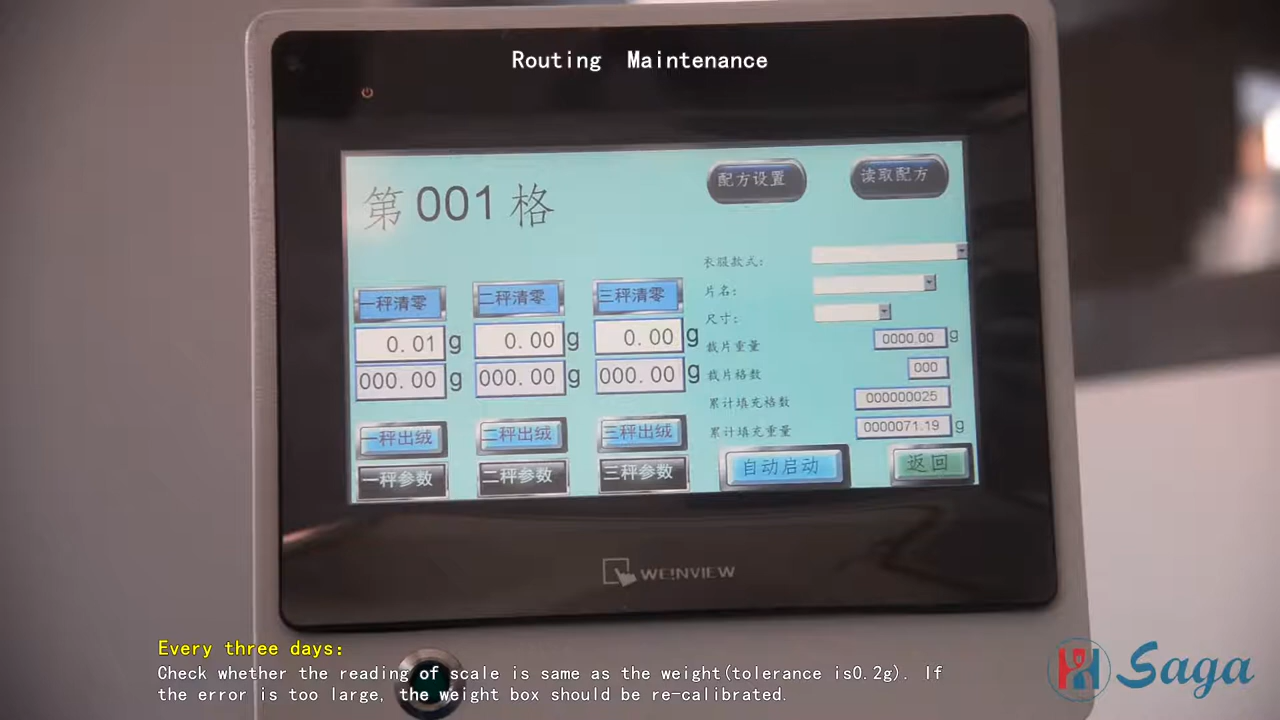 Routing Maintenance
第 001 格
配方设置
读取配方
一秤清零
二秤清零
三秤清零
0.01 g
0.00 g
0.00 g
000.00 g
000.00 g
000.00 g
一秤出绒
二秤出绒
三秤出绒
一秤参数
二秤参数
三秤参数
衣服款式:
片名:
尺寸:
裁片重量 0000.00 g
裁片格数 000
累计填充格数 000000025
累计填充重量 0000071.19 g
自动启动
返回
WEINVIEW
Every three days:
Check whether the reading of scale is same as the weight(tolerance is0.2g). If
the error is too large, the weight box should be re-calibrated.
Saga